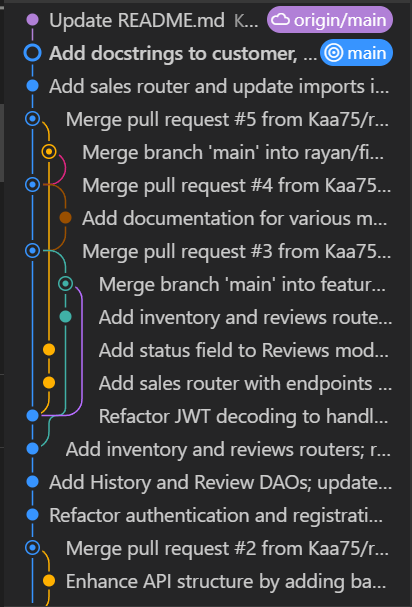 Update README.md K... origin/main
Add docstrings to customer, ... main
Add sales router and update imports i...
Merge pull request #5 from Kaa75/r...
Merge branch 'main' into rayan/fi...
Merge pull request #4 from Kaa75...
Add documentation for various m...
Merge pull request #3 from Kaa75...
Merge branch 'main' into featur...
Add inventory and reviews route...
Add status field to Reviews mod...
Add sales router with endpoints ...
Refactor JWT decoding to handl...
Add inventory and reviews routers; r...
Add History and Review DAOs; update...
Refactor authentication and registrati...
Merge pull request #2 from Kaa75/r...
Enhance API structure by adding ba...